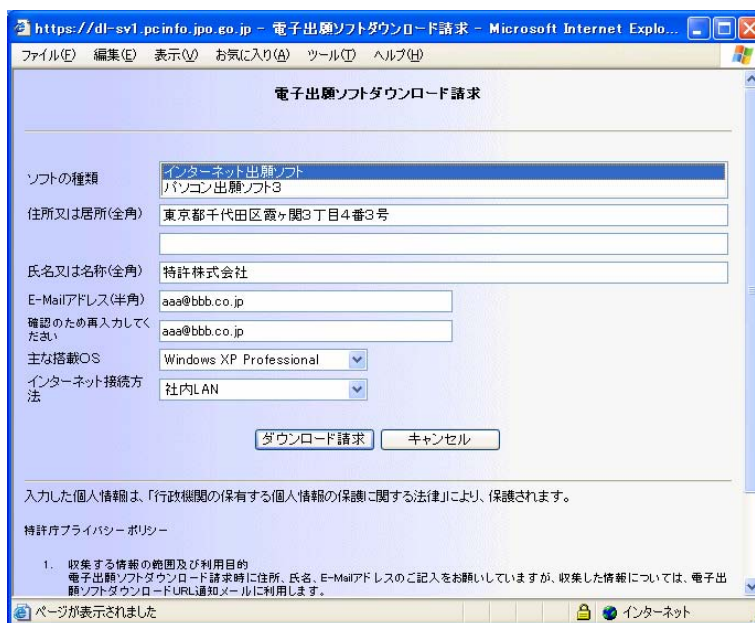 https://dl-sv1.pcinfo.jpo.go.jp - 電子出願ソフトダウンロード請求 - Microsoft Internet Explo...
ファイル(F) 編集(E) 表示(V) お気に入り(A) ツール(T) ヘルプ(H)
電子出願ソフトダウンロード請求
ソフトの種類
インターネット出願ソフト
パソコン出願ソフト3
住所又は居所(全角) 東京都千代田区霞ヶ関3丁目4番3号
氏名又は名称(全角) 特許株式会社
E-Mailアドレス(半角) aaa@bbb.co.jp
確認のため再入力してく
ださい aaa@bbb.co.jp
主な搭載OS Windows XP Professional
インターネット接続方
法 社内LAN
ダウンロード請求 キャンセル
入力した個人情報は、「行政機関の保有する個人情報の保護に関する法律」により、保護されます。
特許庁プライバシーポリシー
1. 収集する情報の範囲及び利用目的
電子出願ソフトダウンロード請求時に住所、氏名、E-Mailアドレスのご記入をお願いしていますが、収集した情報については、電子出
願ソフトダウンロードURL通知メールに利用します。
ページが表示されました インターネット